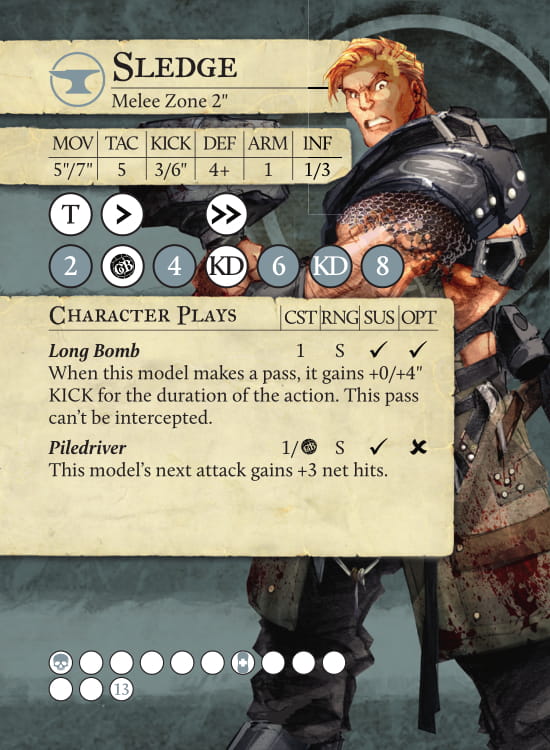 SLEDGE
Melee Zone 2"
MOV TAC KICK DEF ARM INF
5"/7" 5 3/6" 4+ 1 1/3
T > >>
2 GB 4 KD 6 KD 8
CHARACTER PLAYS CST RNG SUS OPT
Long Bomb 1 S ✓ ✓
When this model makes a pass, it gains +0/+4"
KICK for the duration of the action. This pass
can't be intercepted.
Piledriver 1/GB S ✓ ✘
This model's next attack gains +3 net hits.
13